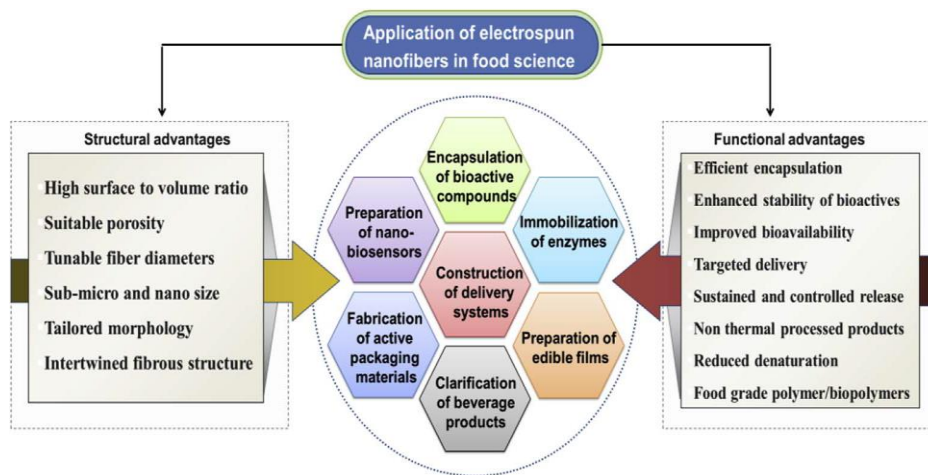 Application of electrospun
nanofibers in food science
Structural advantages
High surface to volume ratio
Suitable porosity
Tunable fiber diameters
Sub-micro and nano size
Tailored morphology
Intertwined fibrous structure
Encapsulation
of bioactive
compounds
Preparation
of nano-
biosensors
Immobilization
of enzymes
Construction
of delivery
systems
Fabrication
of active
packaging
materials
Preparation of
edible films
Clarification
of beverage
products
Functional advantages
Efficient encapsulation
Enhanced stability of bioactives
Improved bioavailability
Targeted delivery
Sustained and controlled release
Non thermal processed products
Reduced denaturation
Food grade polymer/biopolymers